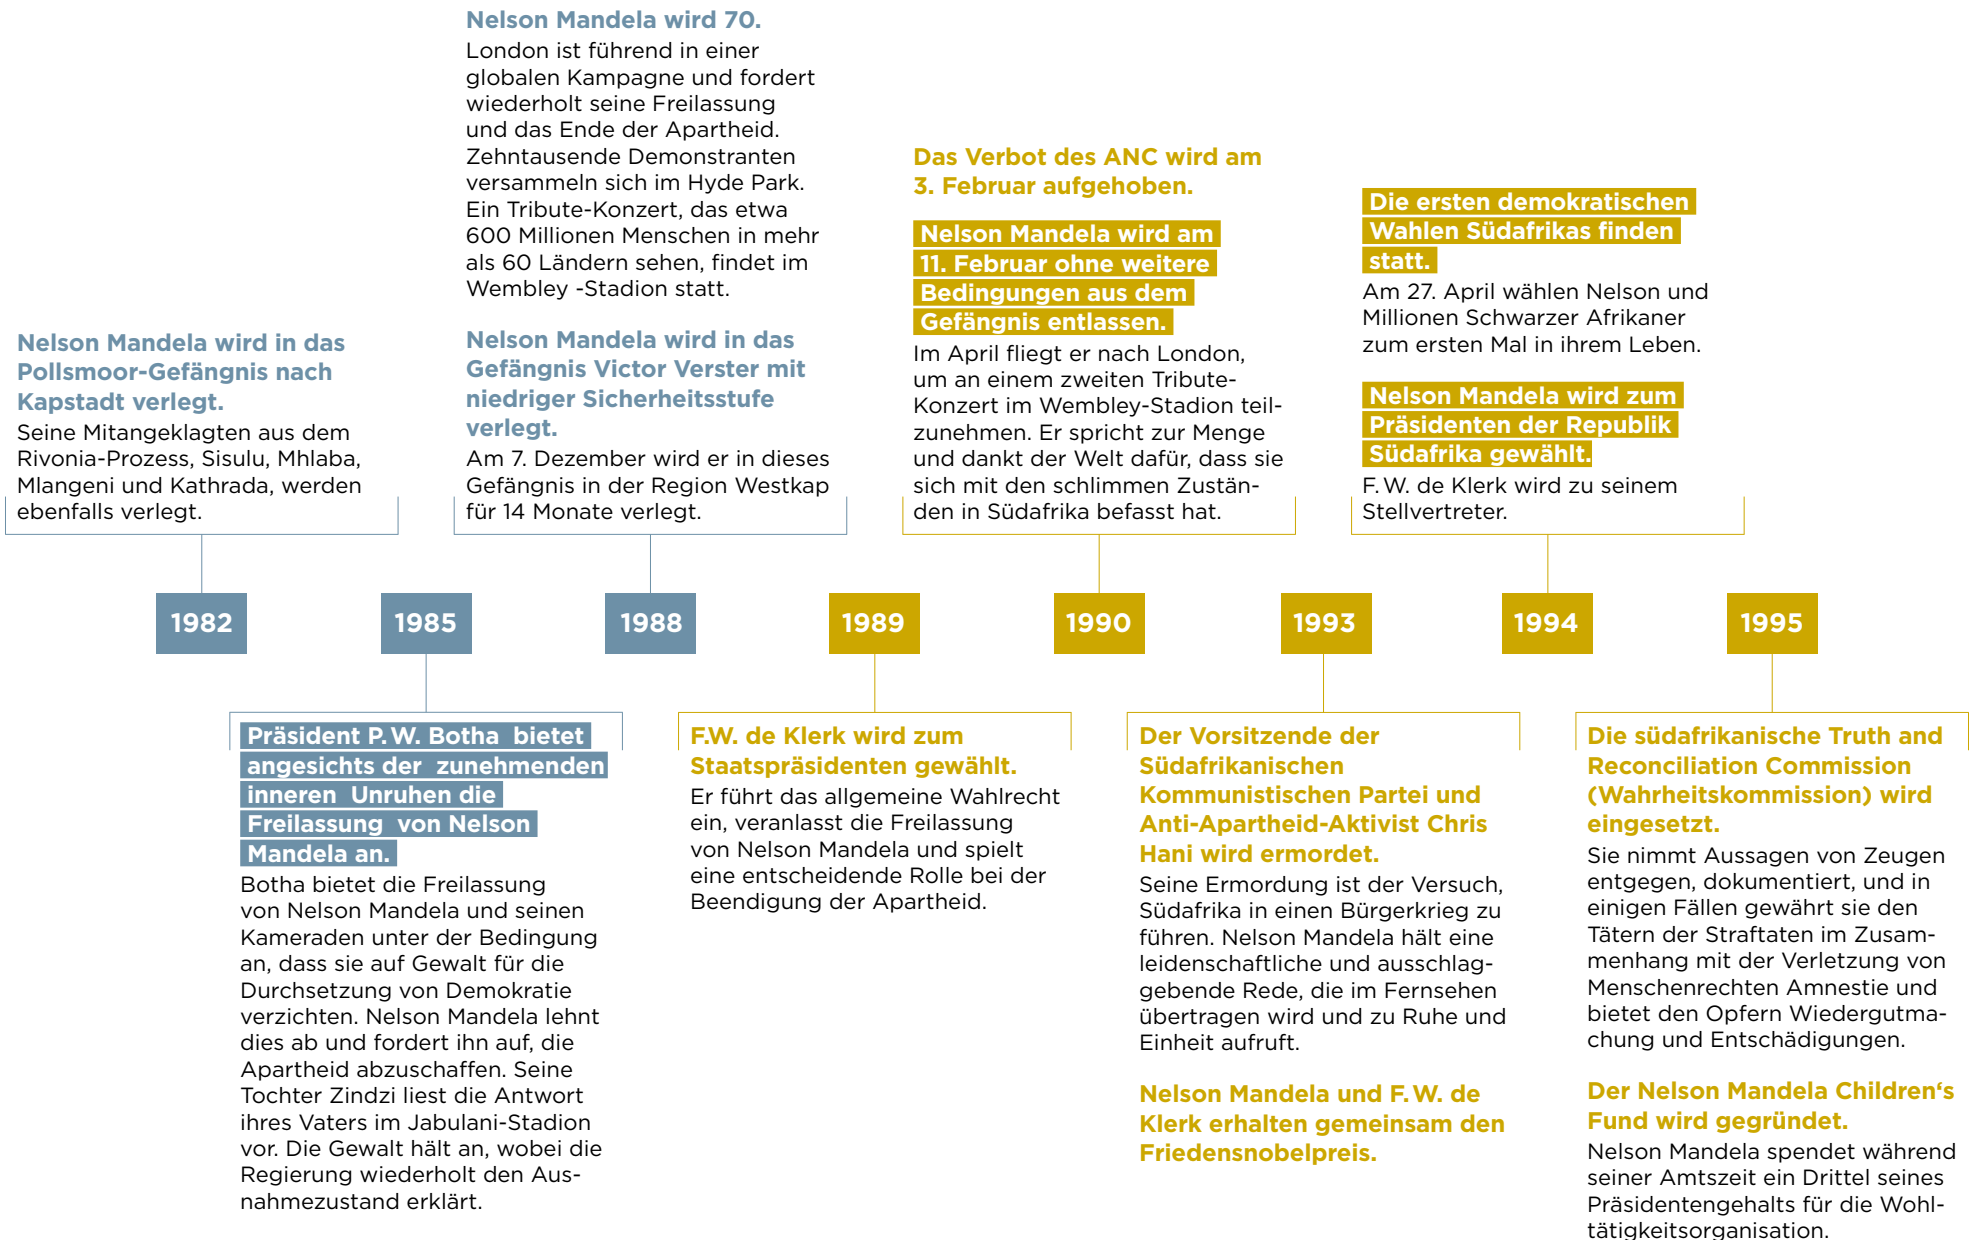 Nelson Mandela wird in das
Pollsmoor-Gefängnis nach
Kapstadt verlegt.
Seine Mitangeklagten aus dem
Rivonia-Prozess, Sisulu, Mhlaba,
Mlangeni und Kathrada, werden
ebenfalls verlegt.
Nelson Mandela wird 70.
London ist führend in einer
globalen Kampagne und fordert
wiederholt seine Freilassung
und das Ende der Apartheid.
Zehntausende Demonstranten
versammeln sich im Hyde Park.
Ein Tribute-Konzert, das etwa
600 Millionen Menschen in mehr
als 60 Ländern sehen, findet im
Wembley -Stadion statt.
Nelson Mandela wird in das
Gefängnis Victor Verster mit
niedriger Sicherheitsstufe
verlegt.
Am 7. Dezember wird er in dieses
Gefängnis in der Region Westkap
für 14 Monate verlegt.
Das Verbot des ANC wird am
3. Februar aufgehoben.
Nelson Mandela wird am
11. Februar ohne weitere
Bedingungen aus dem
Gefängnis entlassen.
Im April fliegt er nach London,
um an einem zweiten Tribute-
Konzert im Wembley-Stadion teil-
zunehmen. Er spricht zur Menge
und dankt der Welt dafür, dass sie
sich mit den schlimmen Zustän-
den in Südafrika befasst hat.
Die ersten demokratischen
Wahlen Südafrikas finden
statt.
Am 27. April wählen Nelson und
Millionen Schwarzer Afrikaner
zum ersten Mal in ihrem Leben.
Nelson Mandela wird zum
Präsidenten der Republik
Südafrika gewählt.
F. W. de Klerk wird zu seinem
Stellvertreter.
1982
1985
1988
1989
1990
1993
1994
1995
Präsident P. W. Botha bietet
angesichts der zunehmenden
inneren Unruhen die
Freilassung von Nelson
Mandela an.
Botha bietet die Freilassung
von Nelson Mandela und seinen
Kameraden unter der Bedingung
an, dass sie auf Gewalt für die
Durchsetzung von Demokratie
verzichten. Nelson Mandela lehnt
dies ab und fordert ihn auf, die
Apartheid abzuschaffen. Seine
Tochter Zindzi liest die Antwort
ihres Vaters im Jabulani-Stadion
vor. Die Gewalt hält an, wobei die
Regierung wiederholt den Aus-
nahmezustand erklärt.
F.W. de Klerk wird zum
Staatspräsidenten gewählt.
Er führt das allgemeine Wahlrecht
ein, veranlasst die Freilassung
von Nelson Mandela und spielt
eine entscheidende Rolle bei der
Beendigung der Apartheid.
Der Vorsitzende der
Südafrikanischen
Kommunistischen Partei und
Anti-Apartheid-Aktivist Chris
Hani wird ermordet.
Seine Ermordung ist der Versuch,
Südafrika in einen Bürgerkrieg zu
führen. Nelson Mandela hält eine
leidenschaftliche und ausschlag-
gebende Rede, die im Fernsehen
übertragen wird und zu Ruhe und
Einheit aufruft.
Nelson Mandela und F. W. de
Klerk erhalten gemeinsam den
Friedensnobelpreis.
Die südafrikanische Truth and
Reconciliation Commission
(Wahrheitskommission) wird
eingesetzt.
Sie nimmt Aussagen von Zeugen
entgegen, dokumentiert, und in
einigen Fällen gewährt sie den
Tätern der Straftaten im Zusam-
menhang mit der Verletzung von
Menschenrechten Amnestie und
bietet den Opfern Wiedergutma-
chung und Entschädigungen.
Der Nelson Mandela Children‘s
Fund wird gegründet.
Nelson Mandela spendet während
seiner Amtszeit ein Drittel seines
Präsidentengehalts für die Wohl-
tätigkeitsorganisation.